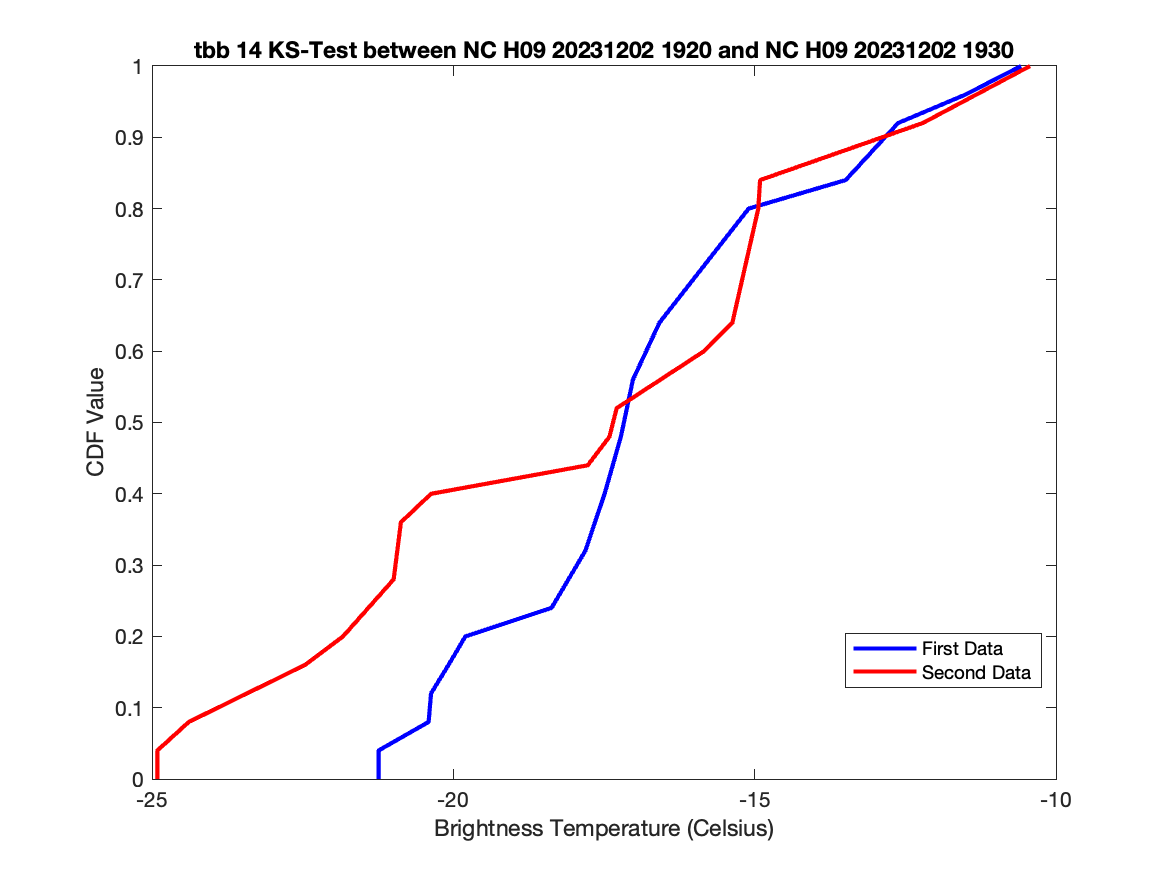 tbb 14 KS-Test between NC H09 20231202 1920 and NC H09 20231202 1930
1
0.9
0.8
0.7
0.6
0.5
0.4
0.3
0.2
0.1
0
CDF Value
First Data
Second Data
-25 -20 -15 -10
Brightness Temperature (Celsius)